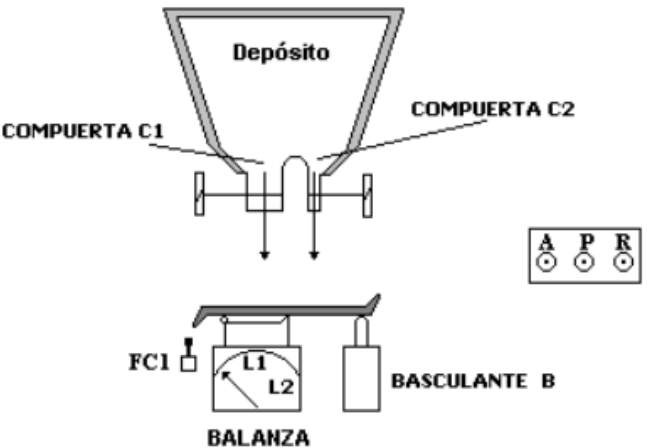 Depósito
COMPUERTA C1
COMPUERTA C2
A P R
FC1
L1
L2
BASCULANTE B
BALANZA